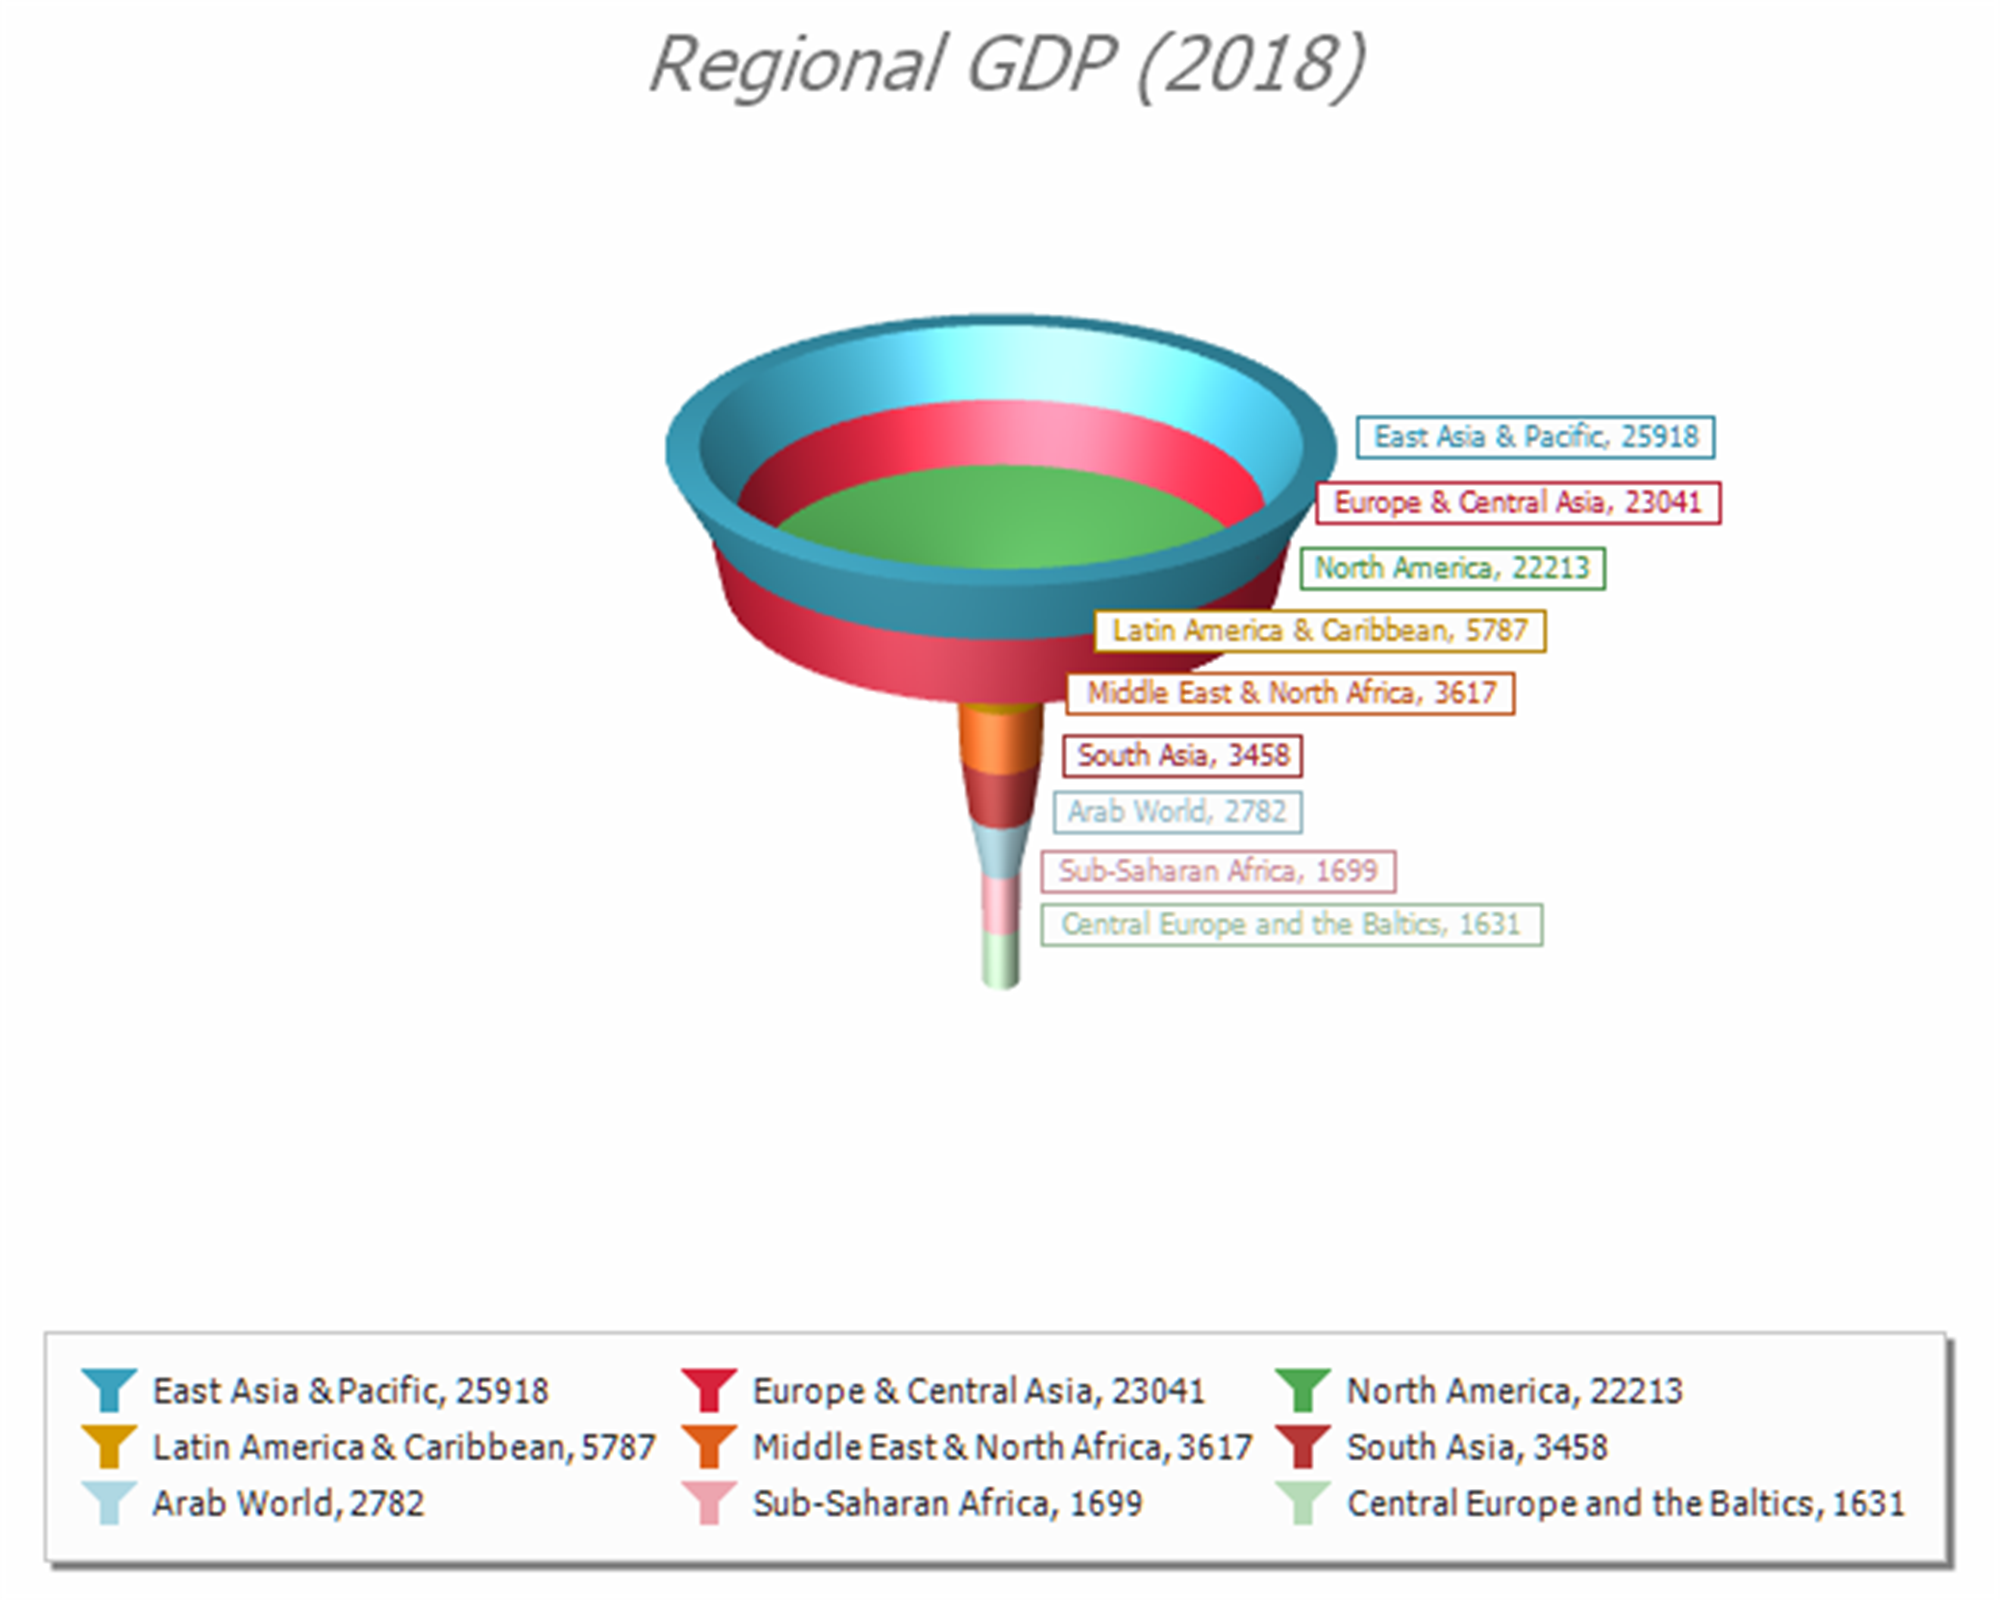 Regional GDP (2018)
East Asia & Pacific, 25918
Europe & Central Asia, 23041
North America, 22213
Latin America & Caribbean, 5787
Middle East & North Africa, 3617
South Asia, 3458
Arab World, 2782
Sub-Saharan Africa, 1699
Central Europe and the Baltics, 1631
East Asia & Pacific, 25918
Europe & Central Asia, 23041
North America, 22213
Latin America & Caribbean, 5787
Middle East & North Africa, 3617
South Asia, 3458
Arab World, 2782
Sub-Saharan Africa, 1699
Central Europe and the Baltics, 1631